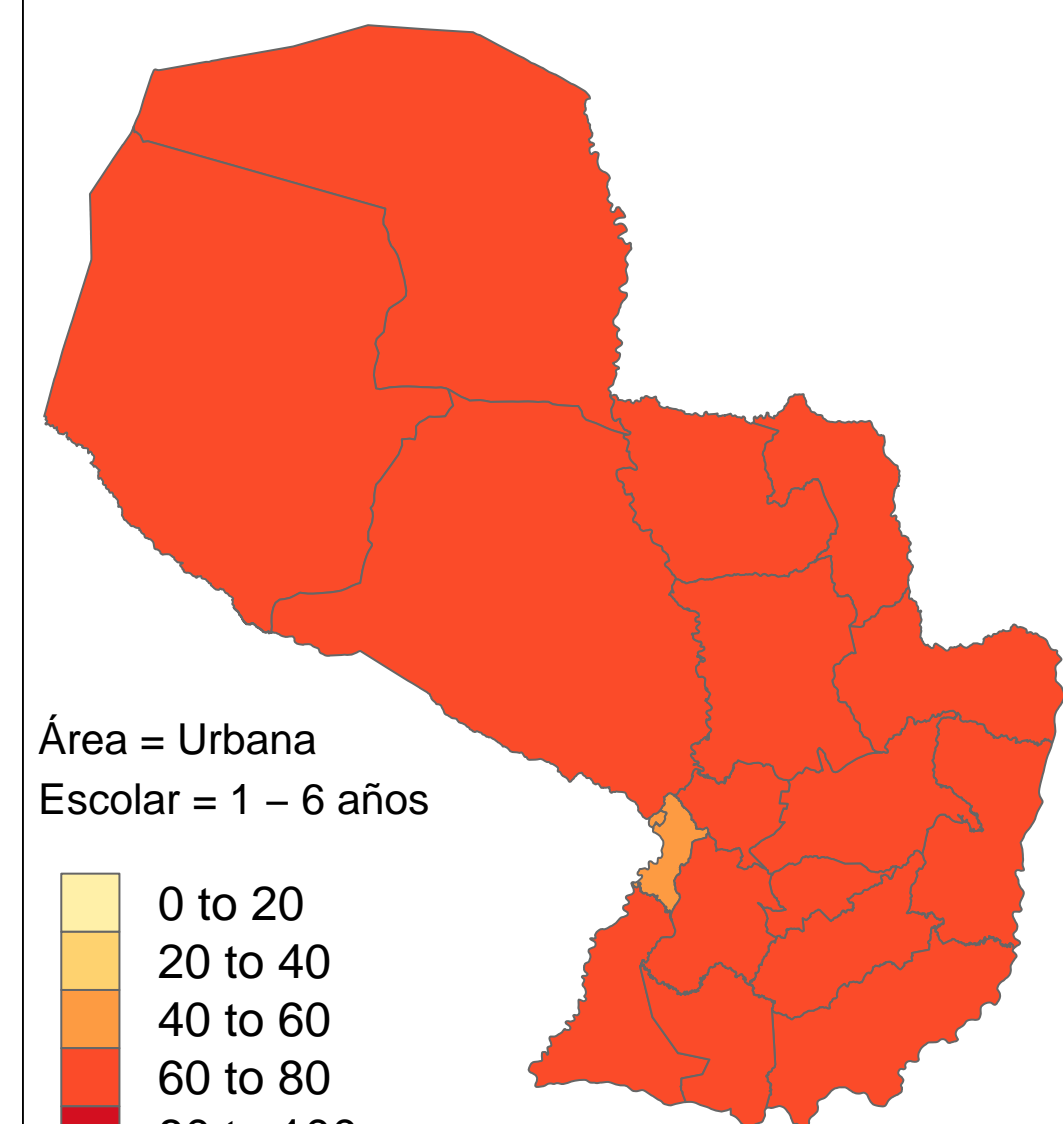 Área = Urbana
Escolar = 1 – 6 años
0 to 20
20 to 40
40 to 60
60 to 80